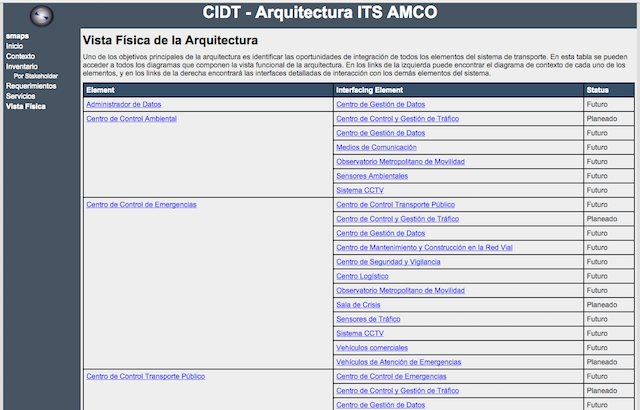 CIDT - Arquitectura ITS AMCO
smaps
Inicio
Contexto
Inventario
Por Stakeholder
Requerimientos
Servicios
Vista Física
Vista Física de la Arquitectura
Uno de los objetivos principales de la arquitectura es identificar las oportunidades de integración de todos los elementos del sistema de transporte. En esta tabla se pueden
acceder a todos los diagramas que componen la vista funcional de la arquitectura. En los links de la izquierda puede encontrar el diagrama de contexto de cada uno de los
elementos, y en los links de la derecha encontrará las interfaces detalladas de interacción con los demás elementos del sistema.
Element Interfacing Element Status
Administrador de Datos Centro de Gestión de Datos Futuro
Centro de Control Ambiental Centro de Control y Gestión de Tráfico Planeado
Centro de Gestión de Datos Futuro
Medios de Comunicación Futuro
Observatorio Metropolitano de Movilidad Futuro
Sensores Ambientales Futuro
Sistema CCTV Futuro
Centro de Control de Emergencias Centro de Control Transporte Público Futuro
Centro de Control y Gestión de Tráfico Planeado
Centro de Gestión de Datos Futuro
Centro de Mantenimiento y Construcción en la Red Vial Futuro
Centro de Seguridad y Vigilancia Futuro
Centro Logístico Futuro
Observatorio Metropolitano de Movilidad Futuro
Sala de Crisis Planeado
Sensores de Tráfico Futuro
Sistema CCTV Futuro
Vehículos comerciales Futuro
Vehículos de Atención de Emergencias Planeado
Centro de Control Transporte Público Centro de Control de Emergencias Futuro
Centro de Control y Gestión de Tráfico Planeado
Centro de Gestión de Datos Futuro